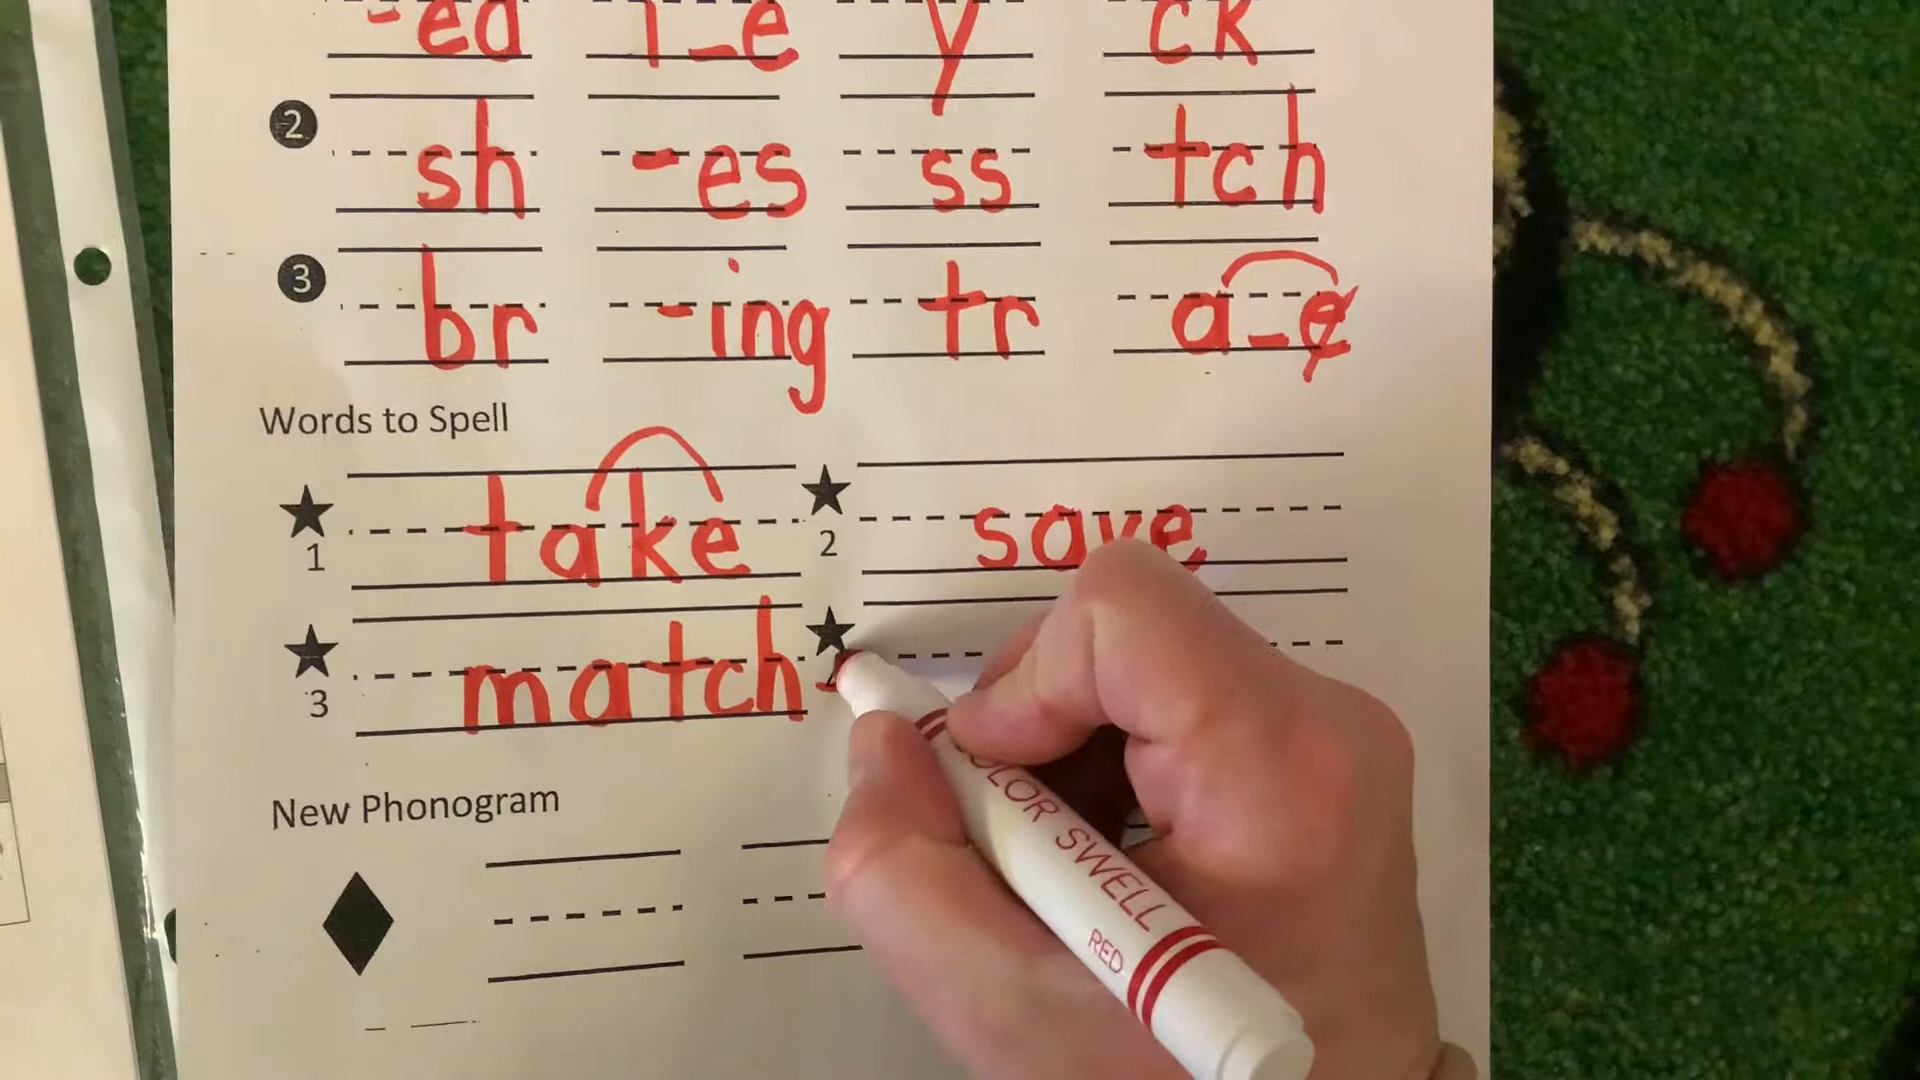 -ed i_e y ck
2 sh -es ss tch
3 br -ing tr a_e
Words to Spell
1 take 2 save
3 match
New Phonogram
COLOR SWELL
RED